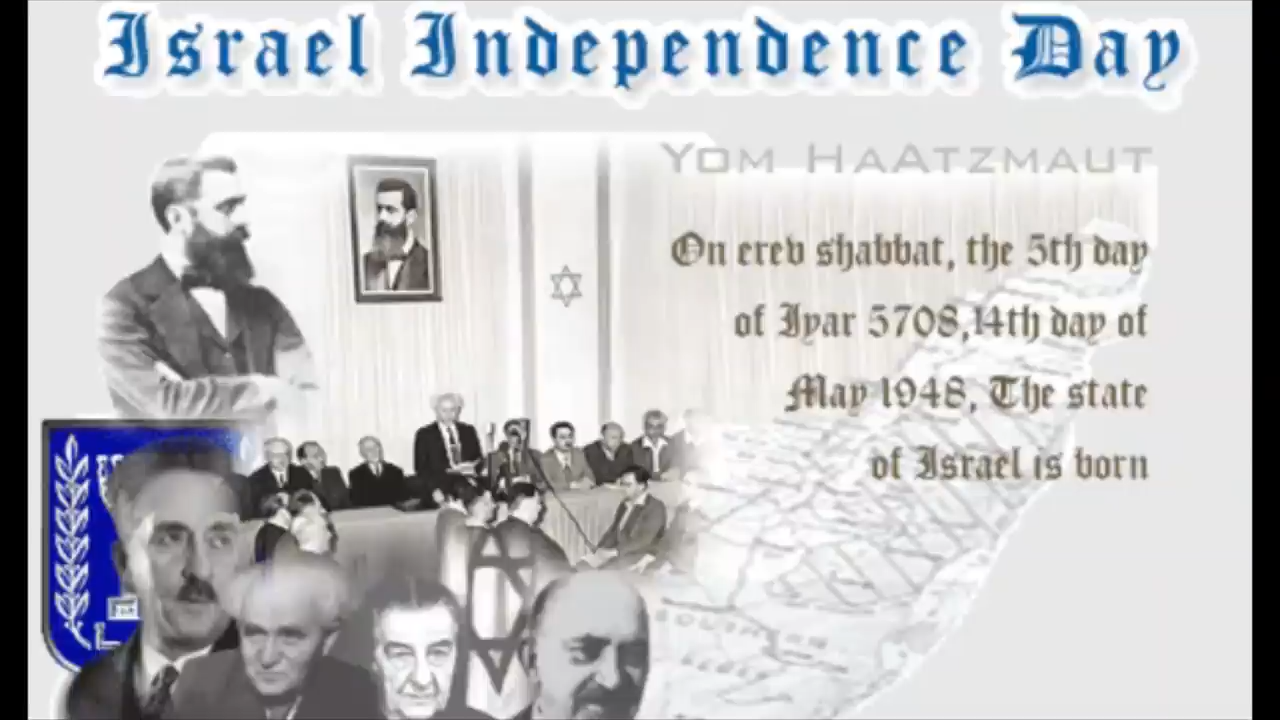 Israel Independence Day
YOM HAATZMAUT
On erev shabbat, the 5th day
of Iyar 5708,14th day of
May 1948, The state
of Israel is born